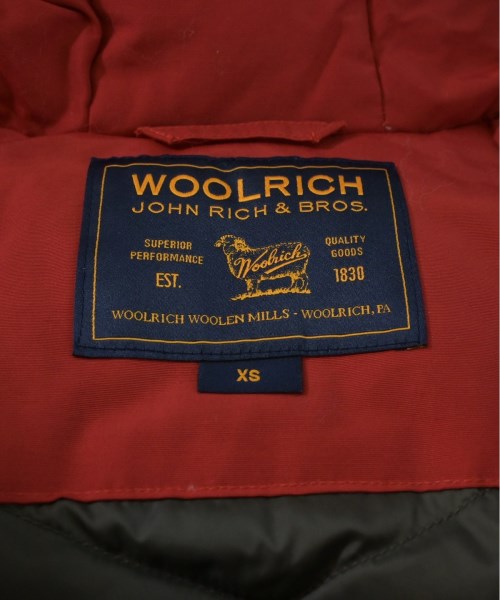 WOOLRICH
JOHN RICH & BROS.
SUPERIOR
PERFORMANCE
EST.
Woolrich
QUALITY
GOODS
1830
WOOLRICH WOOLEN MILLS - WOOLRICH, PA
XS